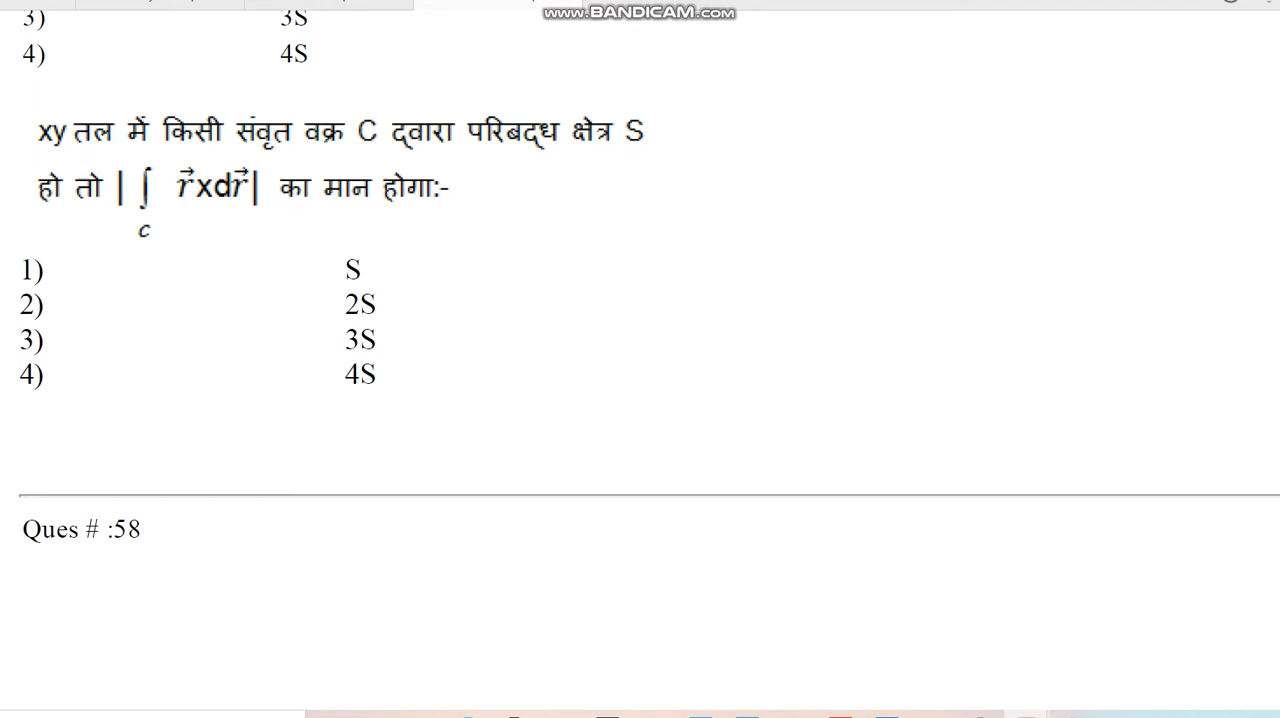 www.BANDICAM.com
3) 3S
4) 4S
xy तल में किसी संवृत वक्र C द्वारा परिबद्ध क्षेत्र S
हो तो | ∫ r⃗xdr⃗| का मान होगा:-
c
1) S
2) 2S
3) 3S
4) 4S
Ques # :58